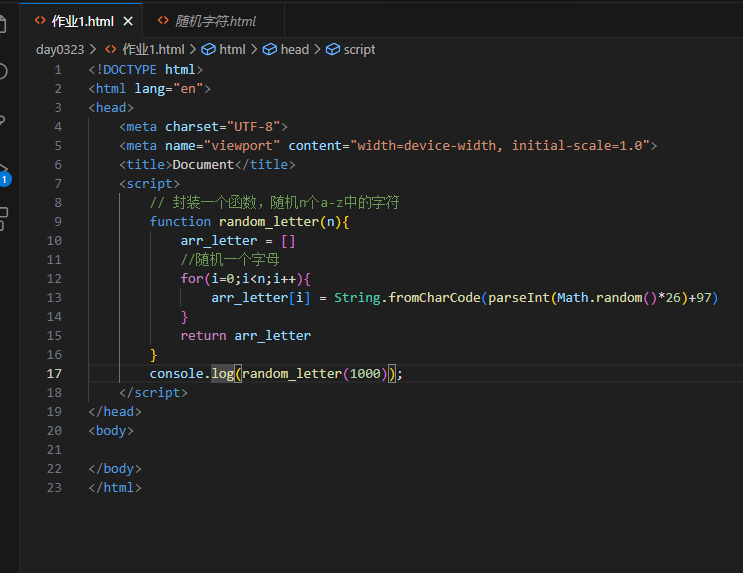 作业1.html × 随机字符.html
day0323 > 作业1.html > html > head > script
1 <!DOCTYPE html>
2 <html lang="en">
3 <head>
4 <meta charset="UTF-8">
5 <meta name="viewport" content="width=device-width, initial-scale=1.0">
6 <title>Document</title>
7 <script>
8 // 封装一个函数，随机n个a-z中的字符
9 function random_letter(n){
10 arr_letter = []
11 //随机一个字母
12 for(i=0;i<n;i++){
13 arr_letter[i] = String.fromCharCode(parseInt(Math.random()*26)+97)
14 }
15 return arr_letter
16 }
17 console.log(random_letter(1000));
18 </script>
19 </head>
20 <body>
21
22 </body>
23 </html>
1